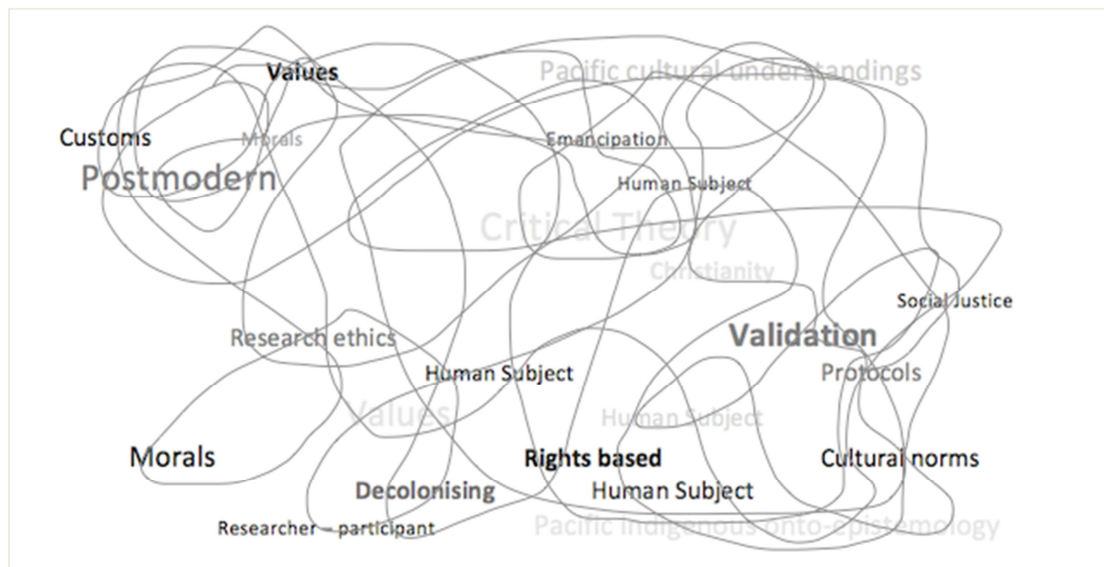 Values
Pacific cultural understandings
Customs
Morals
Emancipation
Postmodern
Human Subject
Critical Theory
Christianity
Social Justice
Research ethics
Validation
Human Subject
Protocols
Values
Human Subject
Morals
Rights based
Cultural norms
Decolonising
Human Subject
Researcher – participant
Pacific Indigenous onto-epistemology